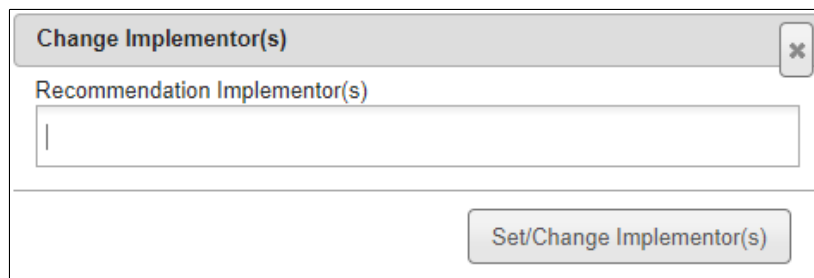 Change Implementor(s)
Recommendation Implementor(s)
Set/Change Implementor(s)